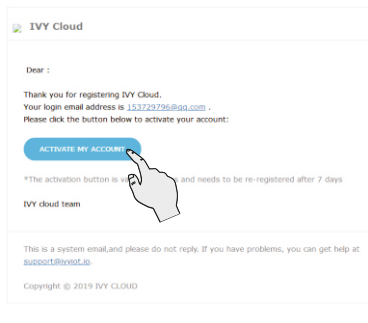 IVY Cloud
Dear :
Thank you for registering IVY Cloud.
Your login email address is 153729796@qq.com .
Please click the button below to activate your account:
ACTIVATE MY ACCOUNT
*The activation button is va and needs to be re-registered after 7 days
IVY cloud team
This is a system email,and please do not reply. If you have problems, you can get help at
support@ivyiot.io.
Copyright © 2019 IVY CLOUD